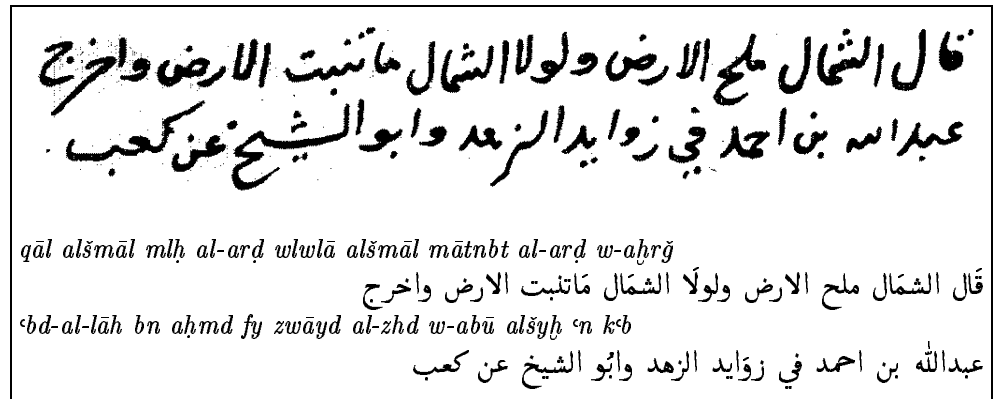 قال الشمال ملح الارض ولولا الشمال ماتنبت الارض واخرج
عبدالله بن احمد في زوايد الزهد وابو الشيخ عن كعب
qāl alšmāl mlḥ al-arḍ wlwlā alšmāl mātnbt al-arḍ w-aḫrǧ
قَال الشمَال ملح الارض ولولَا الشمَال مَاتنبت الارض واخرج
ʿbd-al-lāh bn aḥmd fy zwāyd al-zhd w-abū alšyḫ ʿn kʿb
عبداللّٰه بن احمد في زوَايد الزهد وابُو الشيخ عن كعب